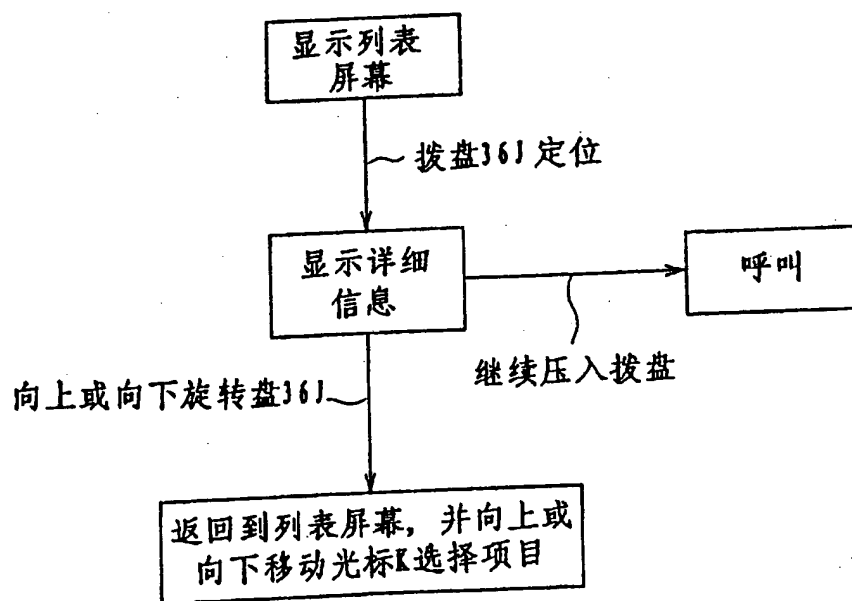 显示列表
屏幕
拨盘36J 定位
显示详细
信息
呼叫
继续压入拨盘
向上或向下旋转盘36J
返回到列表屏幕，并向上或
向下移动光标K选择项目